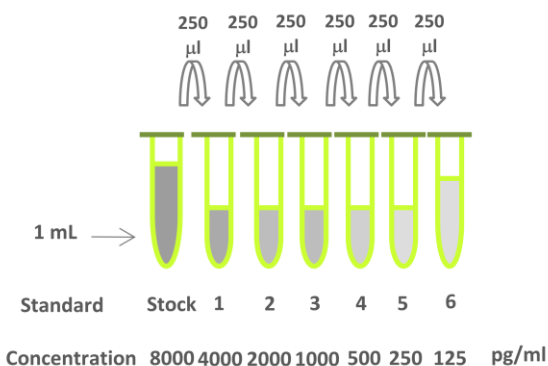 250 250 250 250 250 250
µl µl µl µl µl µl
1 mL
Standard Stock 1 2 3 4 5 6
Concentration 8000 4000 2000 1000 500 250 125 pg/ml